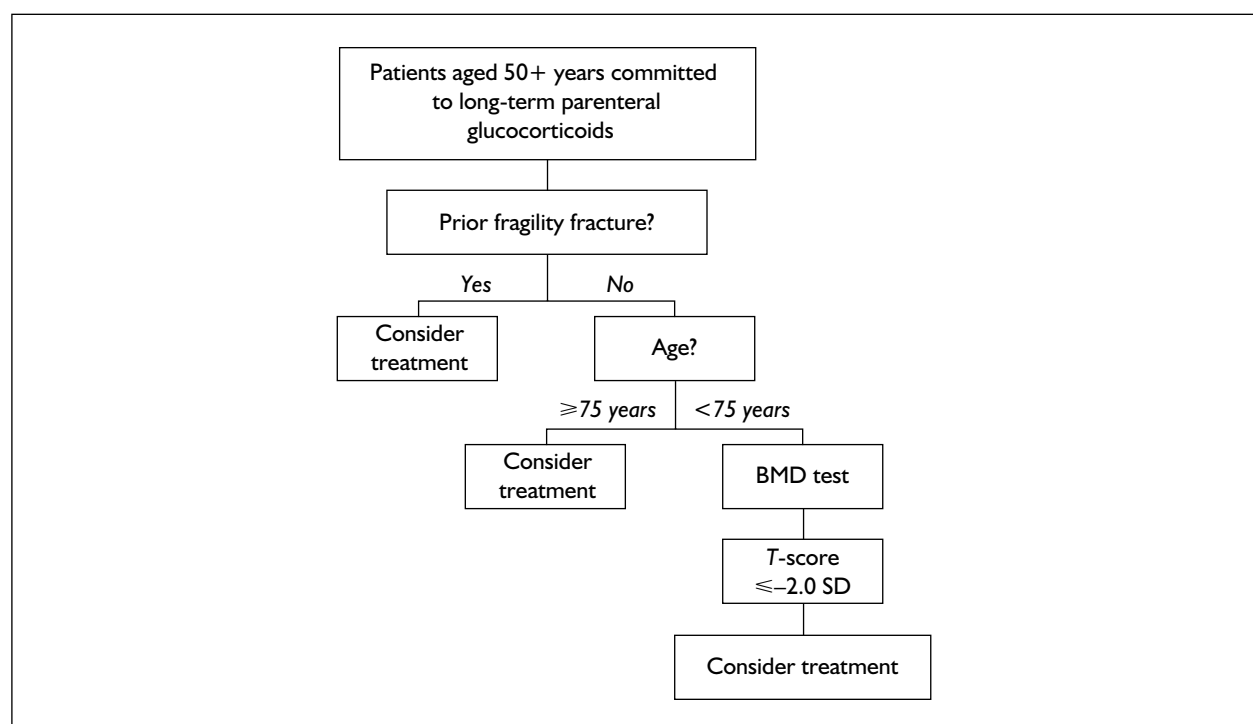 Patients aged 50+ years committed
to long-term parenteral
glucocorticoids
Prior fragility fracture?
Yes
No
Consider
treatment
Age?
⩾75 years
<75 years
Consider
treatment
BMD test
T-score
⩽–2.0 SD
Consider treatment